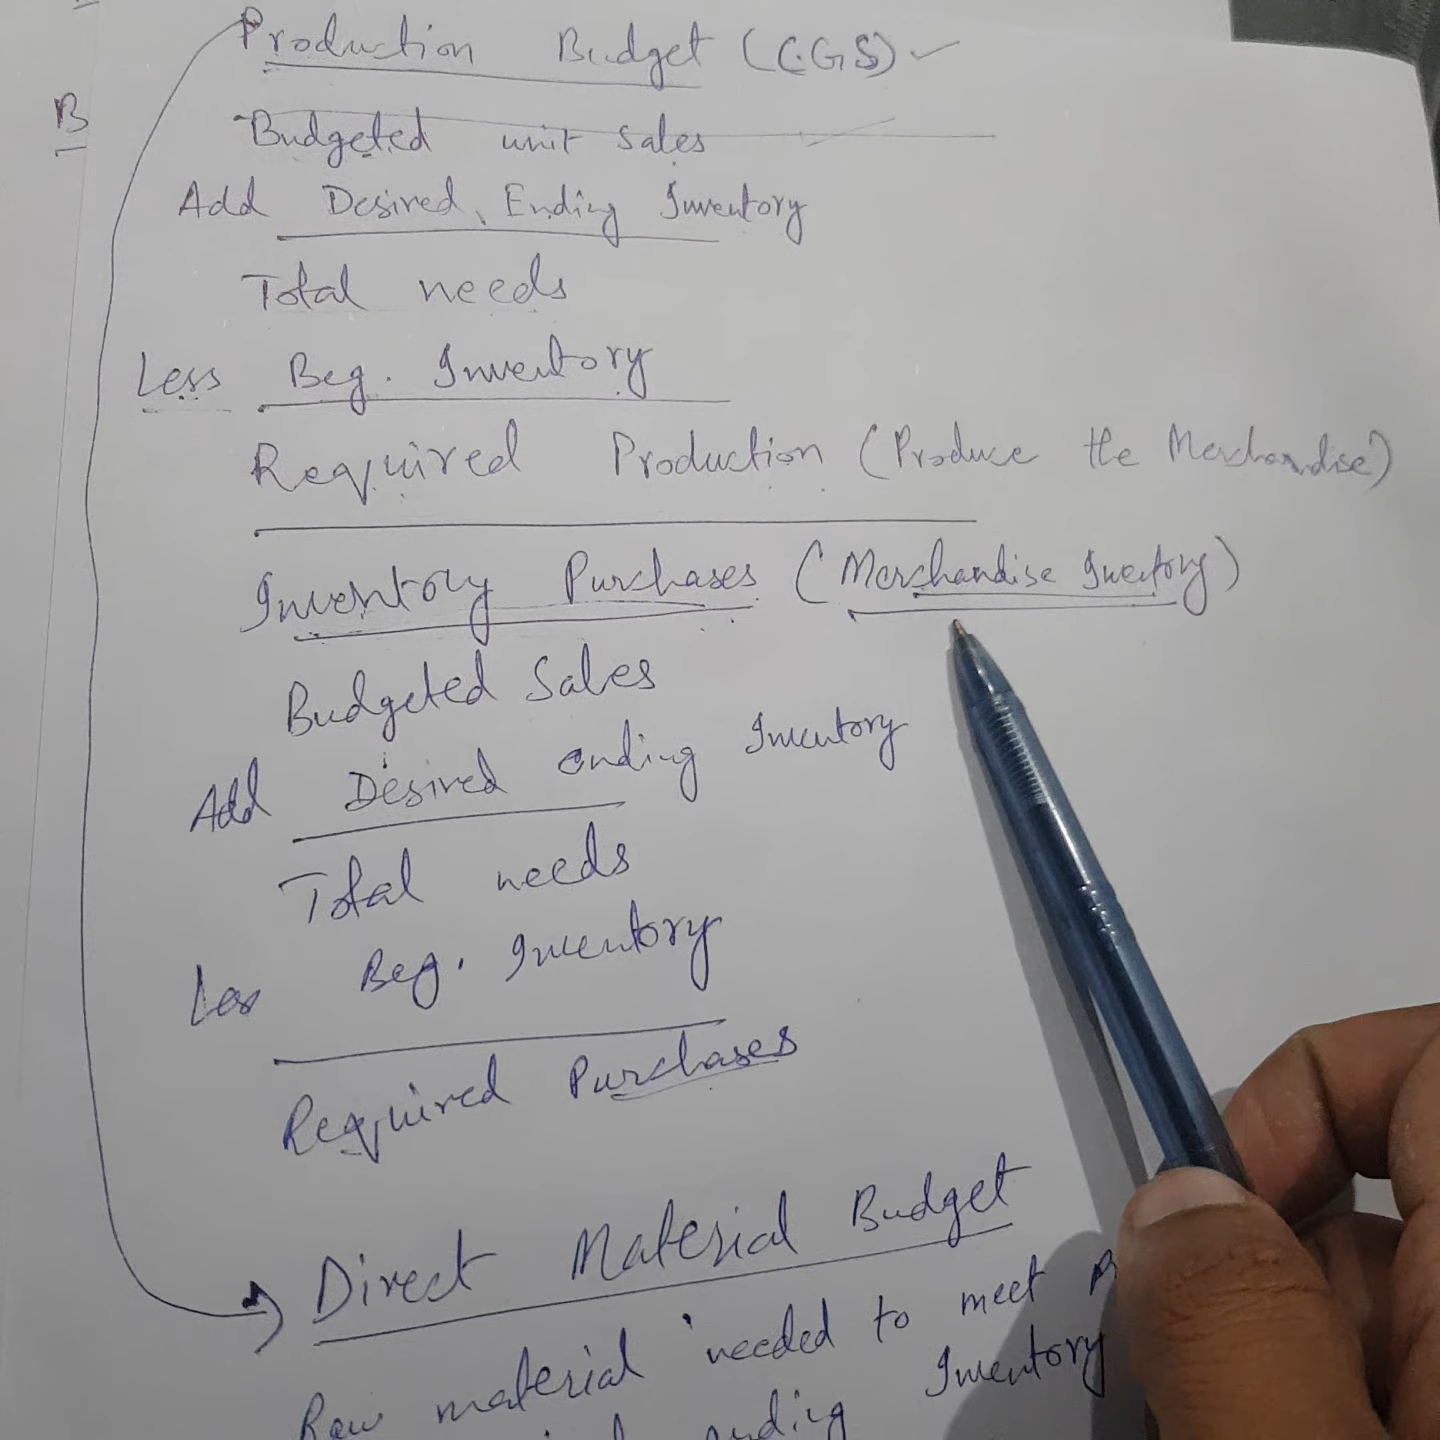 Production Budget (CGS)
B
Budgeted unit Sales
Add Desired Ending Inventory
Total needs
Less Beg. Inventory
Required Production (Produce the Merchandise)
Inventory Purchases (Merchandise Inventory)
Budgeted Sales
Add Desired ending Inventory
Total needs
Less Beg. Inventory
Required Purchases
Direct Material Budget
Raw material needed to meet
ending Inventory